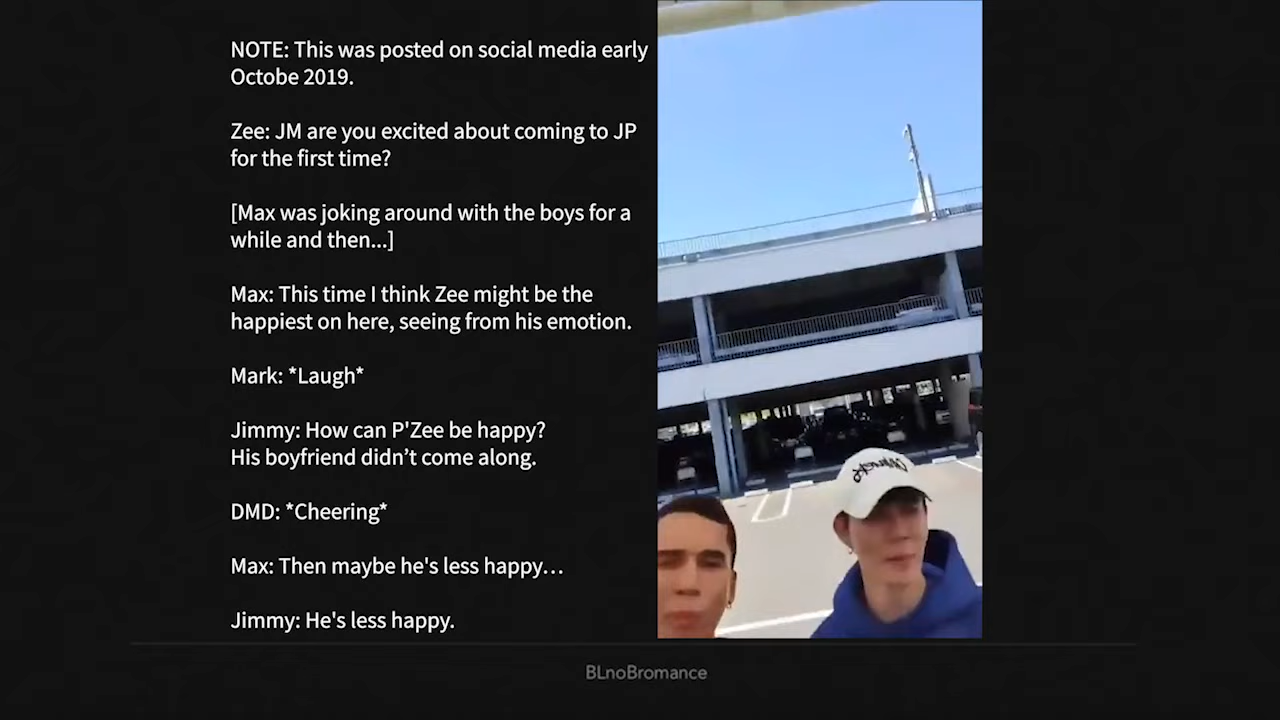 NOTE: This was posted on social media early
Octobe 2019.
Zee: JM are you excited about coming to JP
for the first time?
[Max was joking around with the boys for a
while and then...]
Max: This time I think Zee might be the
happiest on here, seeing from his emotion.
Mark: *Laugh*
Jimmy: How can P'Zee be happy?
His boyfriend didn’t come along.
DMD: *Cheering*
Max: Then maybe he's less happy…
Jimmy: He's less happy.
BLnoBromance